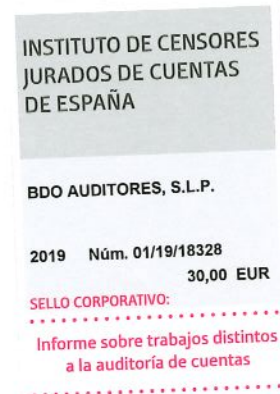 INSTITUTO DE CENSORES
JURADOS DE CUENTAS
DE ESPAÑA
BDO AUDITORES, S.L.P.
2019 Núm. 01/19/18328
30,00 EUR
SELLO CORPORATIVO:
Informe sobre trabajos distintos
a la auditoría de cuentas